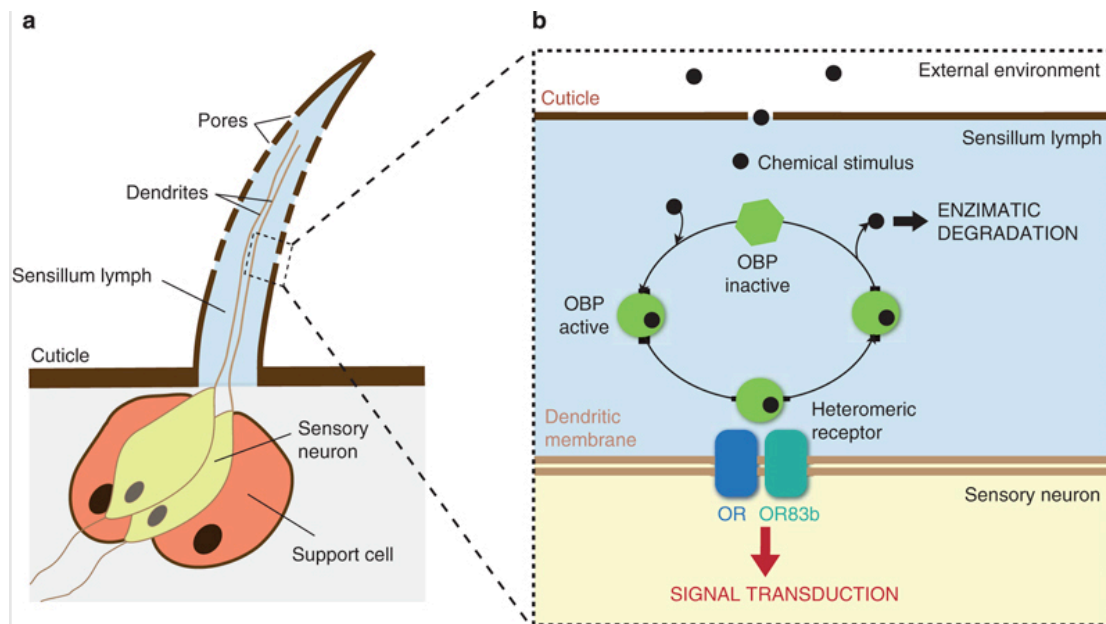 a
Pores
Dendrites
Sensillum lymph
Cuticle
Sensory
neuron
Support cell
b
External environment
Cuticle
Sensillum lymph
Chemical stimulus
ENZIMATIC
DEGRADATION
OBP
inactive
OBP
active
Heteromeric
receptor
Dendritic
membrane
Sensory neuron
OR OR83b
SIGNAL TRANSDUCTION